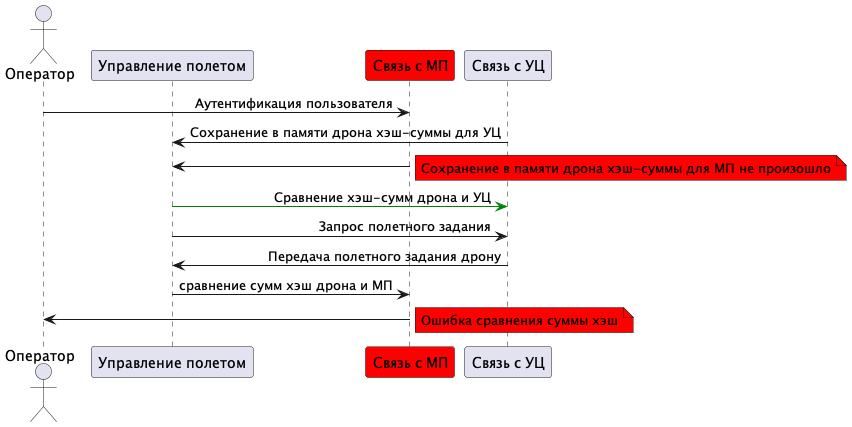 Оператор
Управление полетом
Связь с МП
Связь с УЦ
Аутентификация пользователя
Сохранение в памяти дрона хэш-суммы для УЦ
Сохранение в памяти дрона хэш-суммы для МП не произошло
Сравнение хэш-сумм дрона и УЦ
Запрос полетного задания
Передача полетного задания дрону
сравнение сумм хэш дрона и МП
Ошибка сравнения суммы хэш
Оператор
Управление полетом
Связь с МП
Связь с УЦ